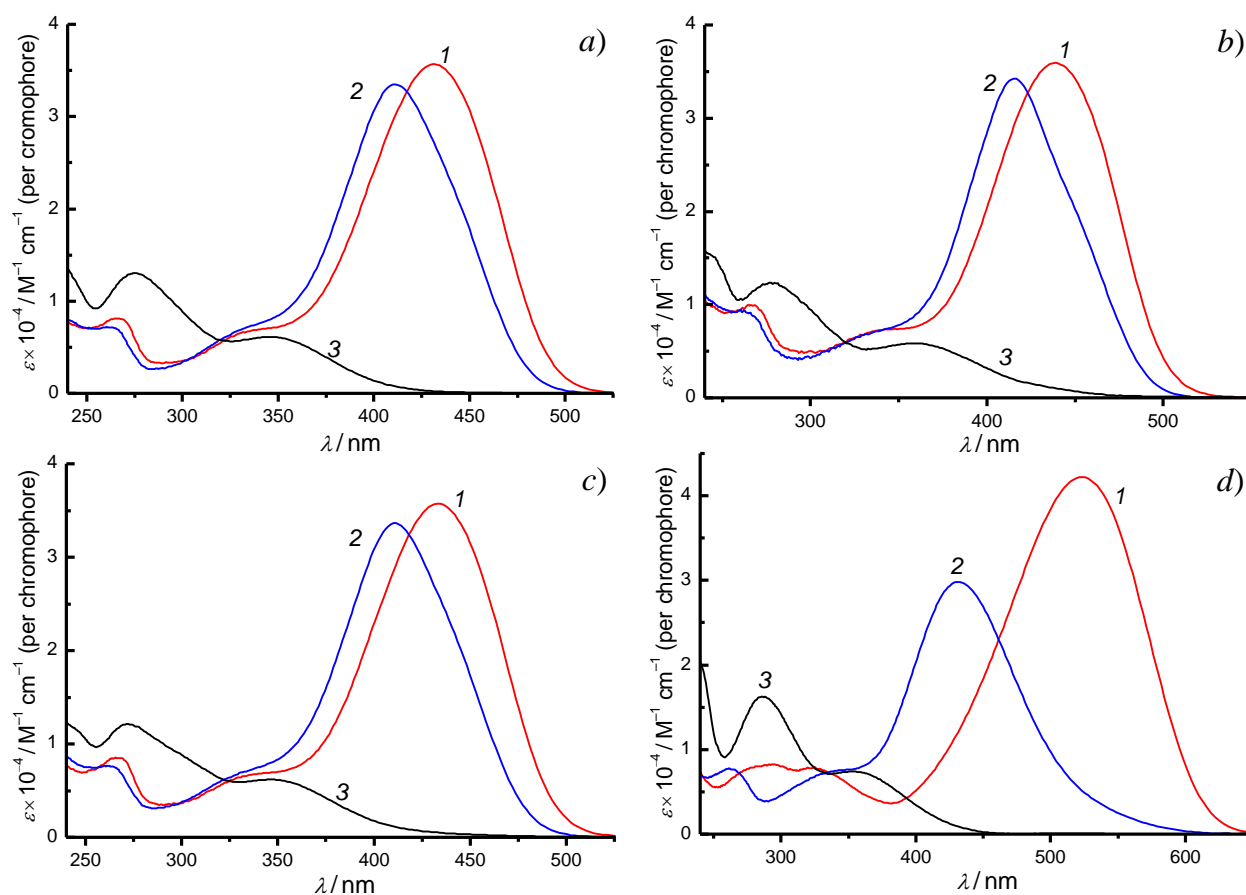 a)
ε× 10⁻⁴ / M⁻¹ cm⁻¹ (per cromophore)
4
3
2
1
0
1
2
3
250 300 350 400 450 500
λ / nm
b)
ε× 10⁻⁴ / M⁻¹ cm⁻¹ (per chromophore)
4
3
2
1
0
1
2
3
300 400 500
λ / nm
c)
ε× 10⁻⁴ / M⁻¹ cm⁻¹ (per chromophore)
4
3
2
1
0
1
2
3
250 300 350 400 450 500
λ / nm
d)
ε× 10⁻⁴ / M⁻¹ cm⁻¹ (per chromophore)
4
3
2
1
0
1
2
3
300 400 500 600
λ / nm